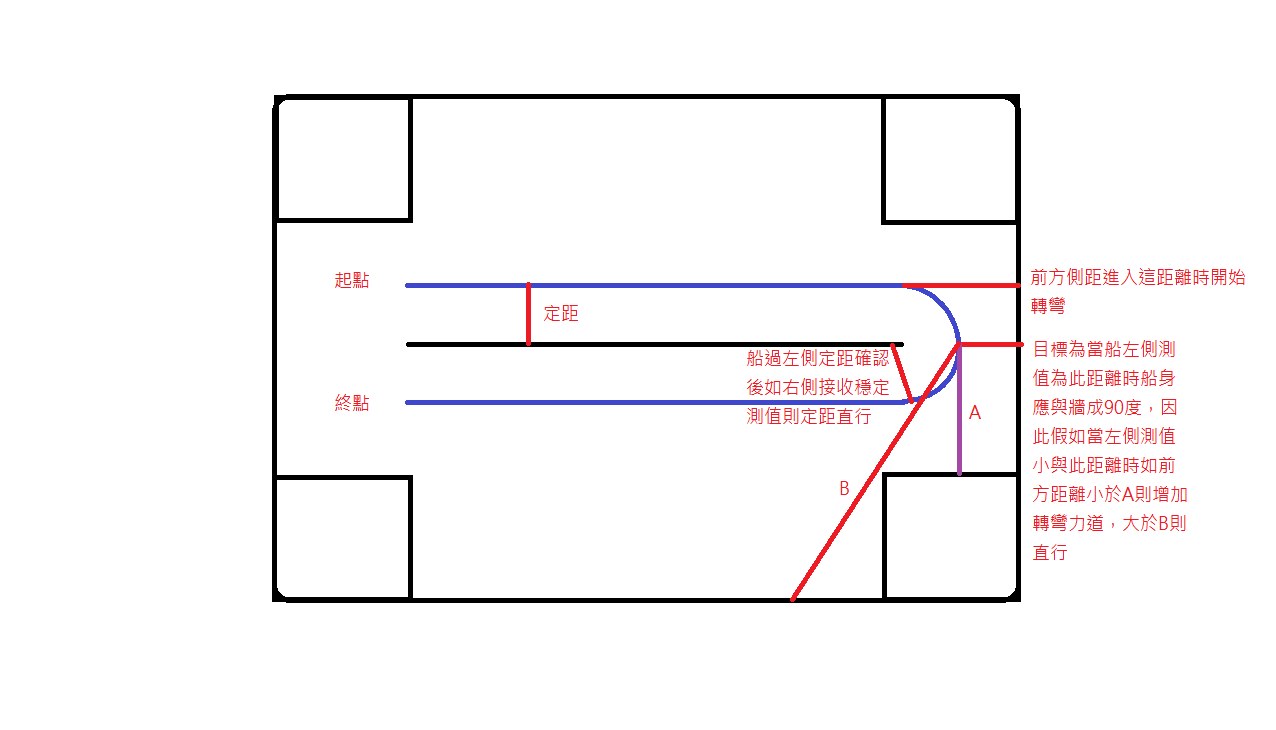 起點
定距
終點
船過左側定距確認
後如右側接收穩定
測值則定距直行
前方側距進入這距離時開始
轉彎
目標為當船左側測
值為此距離時船身
應與牆成90度，因
此假如當左側測值
小與此距離時如前
方距離小於A則增加
轉彎力道，大於B則
直行
A
B